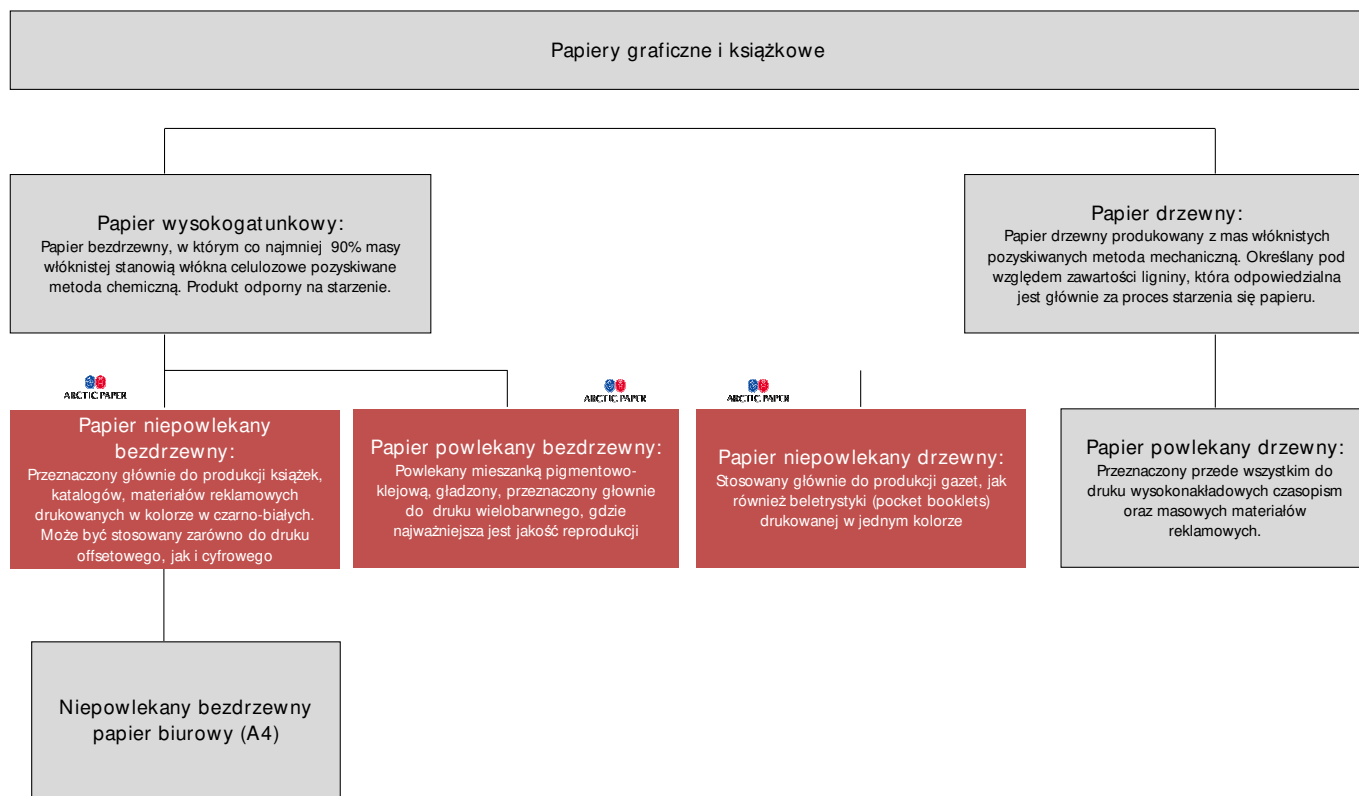 Papiery graficzne i książkowe
Papier wysokogatunkowy:
Papier bezdrzewny, w którym co najmniej 90% masy
włóknistej stanowią włókna celulozowe pozyskiwane
metoda chemiczną. Produkt odporny na starzenie.
Papier drzewny:
Papier drzewny produkowany z mas włóknistych
pozyskiwanych metoda mechaniczną. Określany pod
względem zawartości ligniny, która odpowiedzialna
jest głównie za proces starzenia się papieru.
ARCTIC PAPER
ARCTIC PAPER
ARCTIC PAPER
Papier niepowlekany
bezdrzewny:
Przeznaczony głównie do produkcji książek,
katalogów, materiałów reklamowych
drukowanych w kolorze w czarno-białych.
Może być stosowany zarówno do druku
offsetowego, jak i cyfrowego
Papier powlekany bezdrzewny:
Powlekany mieszanką pigmentowo-
klejową, gładzony, przeznaczony głownie
do druku wielobarwnego, gdzie
najważniejsza jest jakość reprodukcji
Papier niepowlekany drzewny:
Stosowany głównie do produkcji gazet, jak
również beletrystyki (pocket booklets)
drukowanej w jednym kolorze
Papier powlekany drzewny:
Przeznaczony przede wszystkim do
druku wysokonakładowych czasopism
oraz masowych materiałów
reklamowych.
Niepowlekany bezdrzewny
papier biurowy (A4)